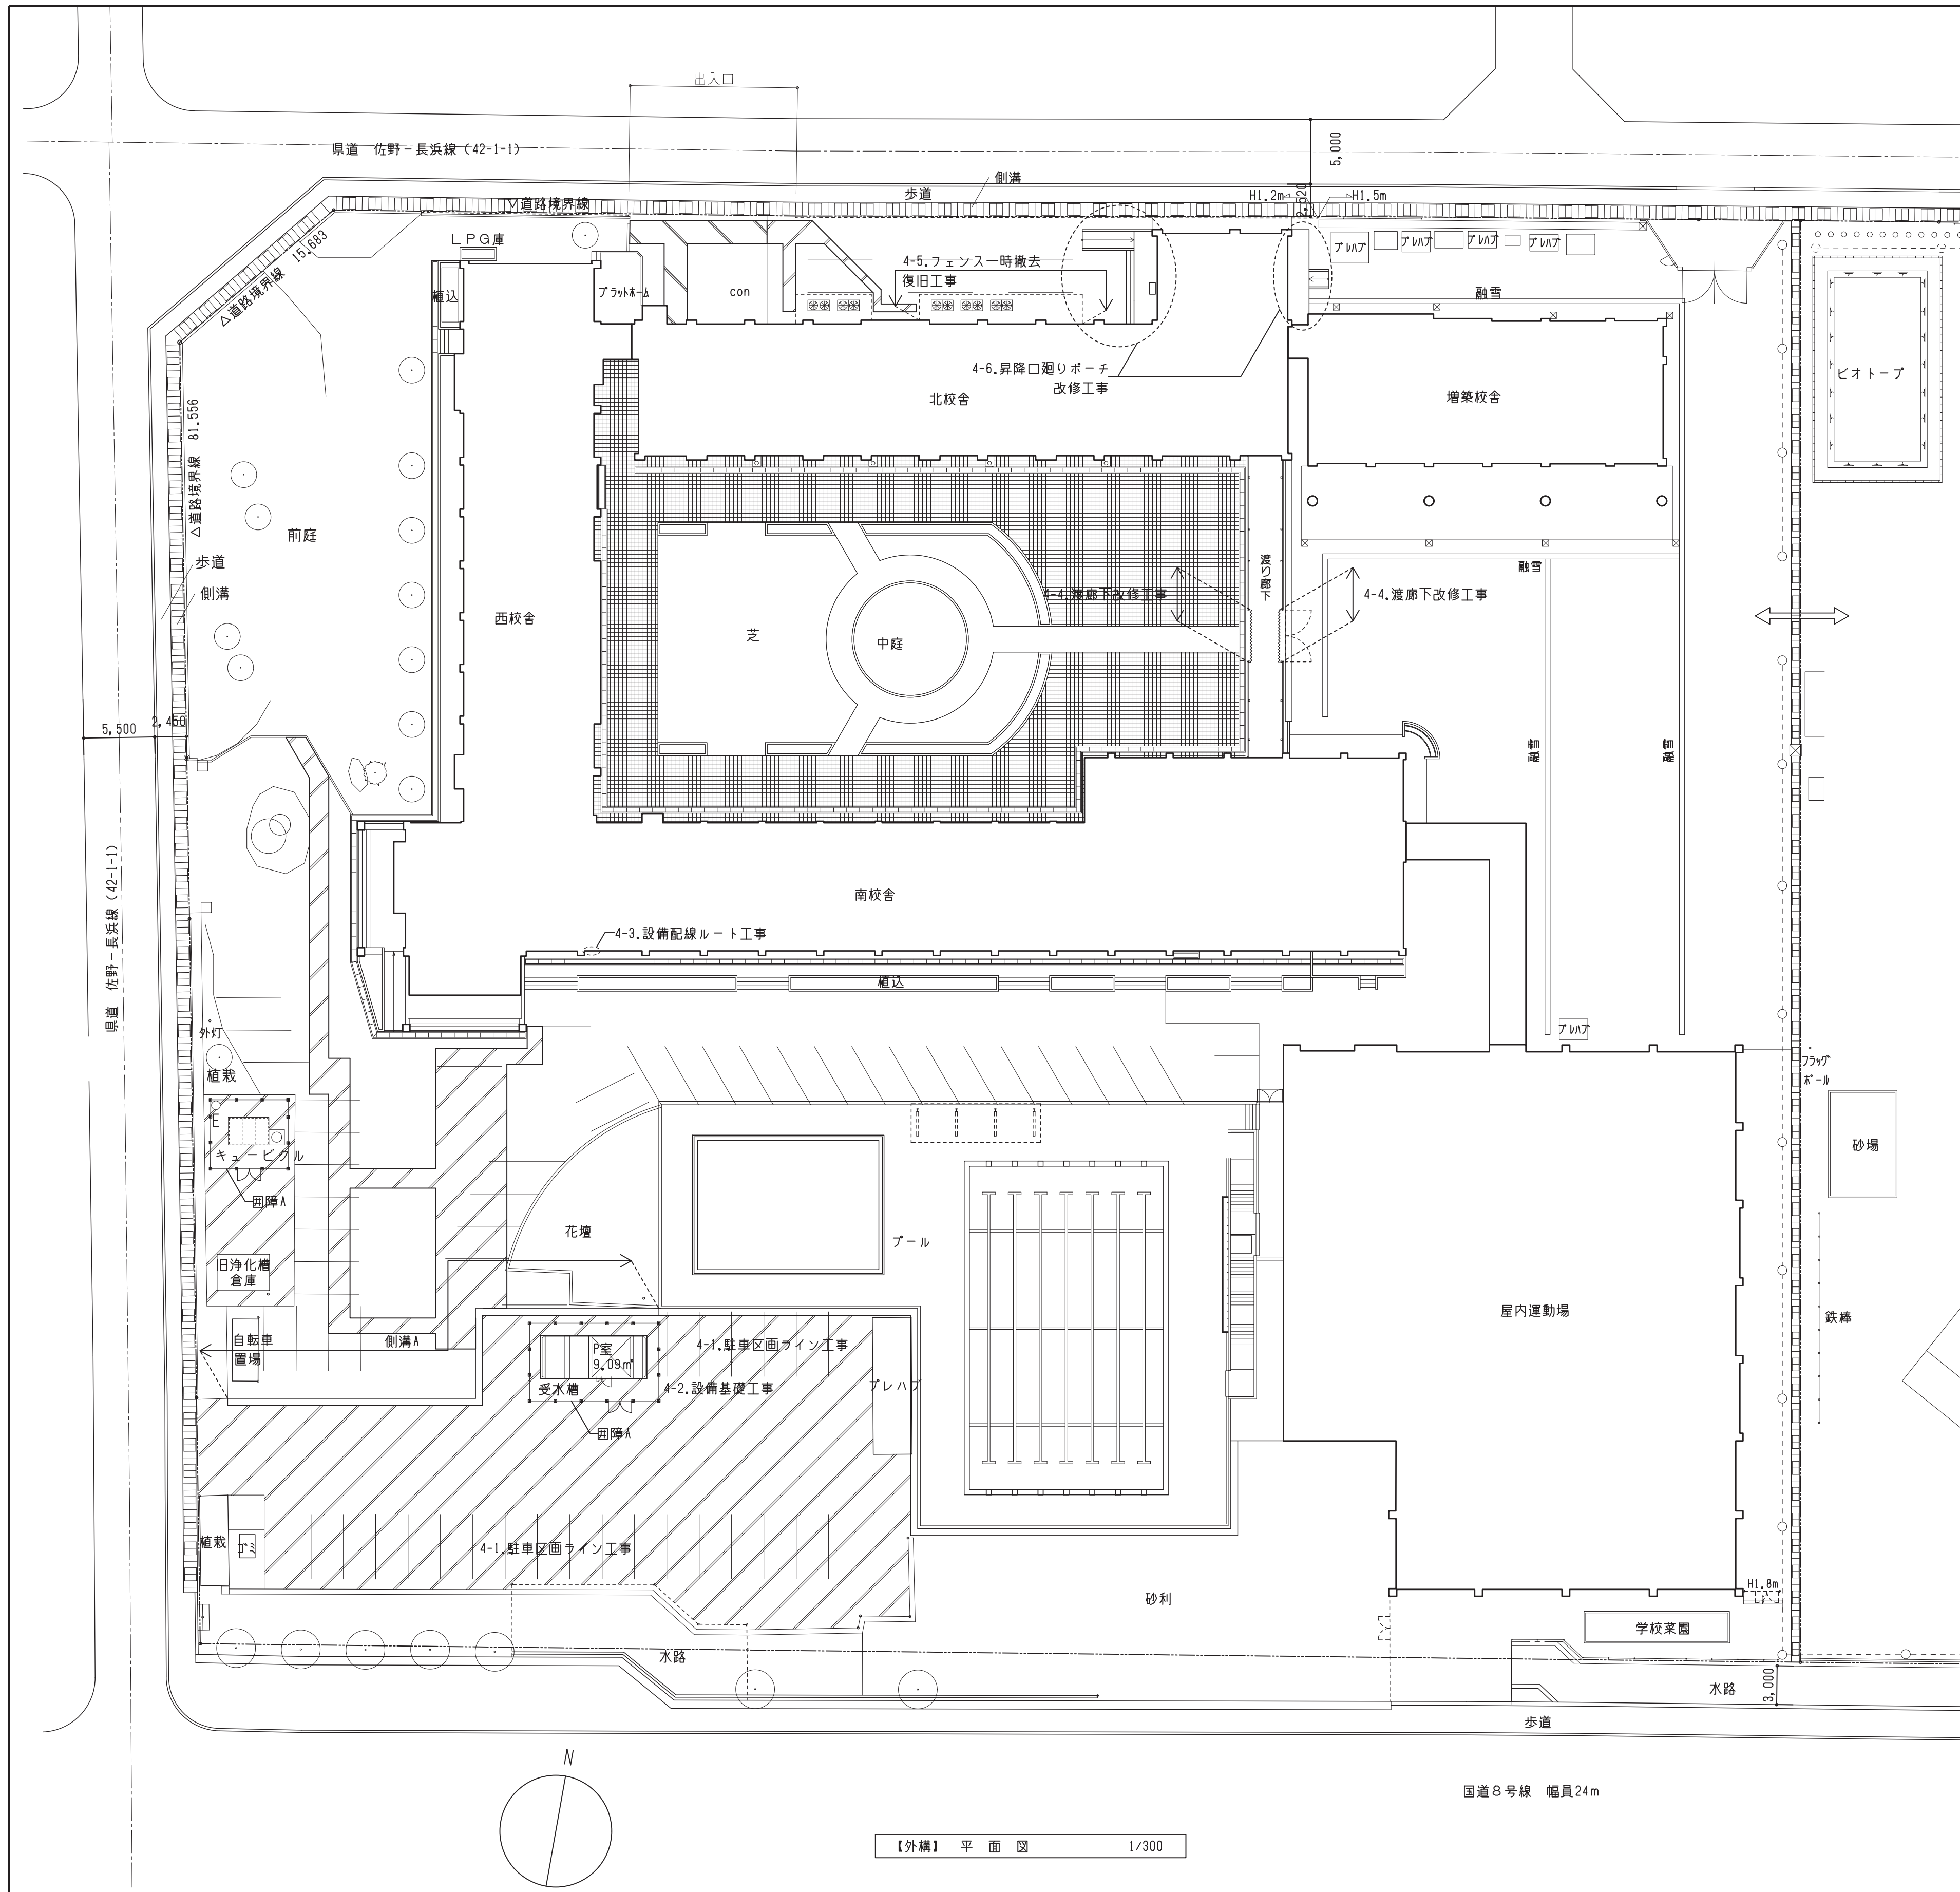 出入口
県道　佐野－長浜線（42-1-1）
5,000
側溝
歩道
H1.2m
2,520
H1.5m
▽道路境界線
ＬＰＧ庫
△道路境界線　15.683
植込
ﾌﾟﾗｯﾄﾎｰﾑ
con
4-5.フェンス一時撤去
復旧工事
ﾌﾟﾚﾊﾌﾞ
ﾌﾟﾚﾊﾌﾞ
ﾌﾟﾚﾊﾌﾞ
ﾌﾟﾚﾊﾌﾞ
融雪
4-6.昇降口廻りポーチ
改修工事
北校舎
増築校舎
ビオトープ
△道路境界線　81.556
前庭
歩道
側溝
西校舎
芝
中庭
渡り廊下
4-4.渡廊下改修工事
4-4.渡廊下改修工事
融雪
融雪
融雪
5,500
2,450
県道　佐野－長浜線（42-1-1）
南校舎
4-3.設備配線ルート工事
植込
外灯
植栽
E
キュービクル
囲障A
旧浄化槽
倉庫
自転車
置場
側溝A
花壇
プール
ﾌﾟﾚﾊﾌﾞ
ﾌﾗｯｸﾞ
ﾎﾟｰﾙ
砂場
鉄棒
屋内運動場
P室
9.09㎡
受水槽
囲障A
4-1.駐車区画ライン工事
4-2.設備基礎工事
プレハブ
植栽
ゴミ
4-1.駐車区画ライン工事
砂利
H1.8m
学校菜園
水路
水路
3,000
歩道
N
国道８号線　幅員24m
【外構】　平　面　図　1/300